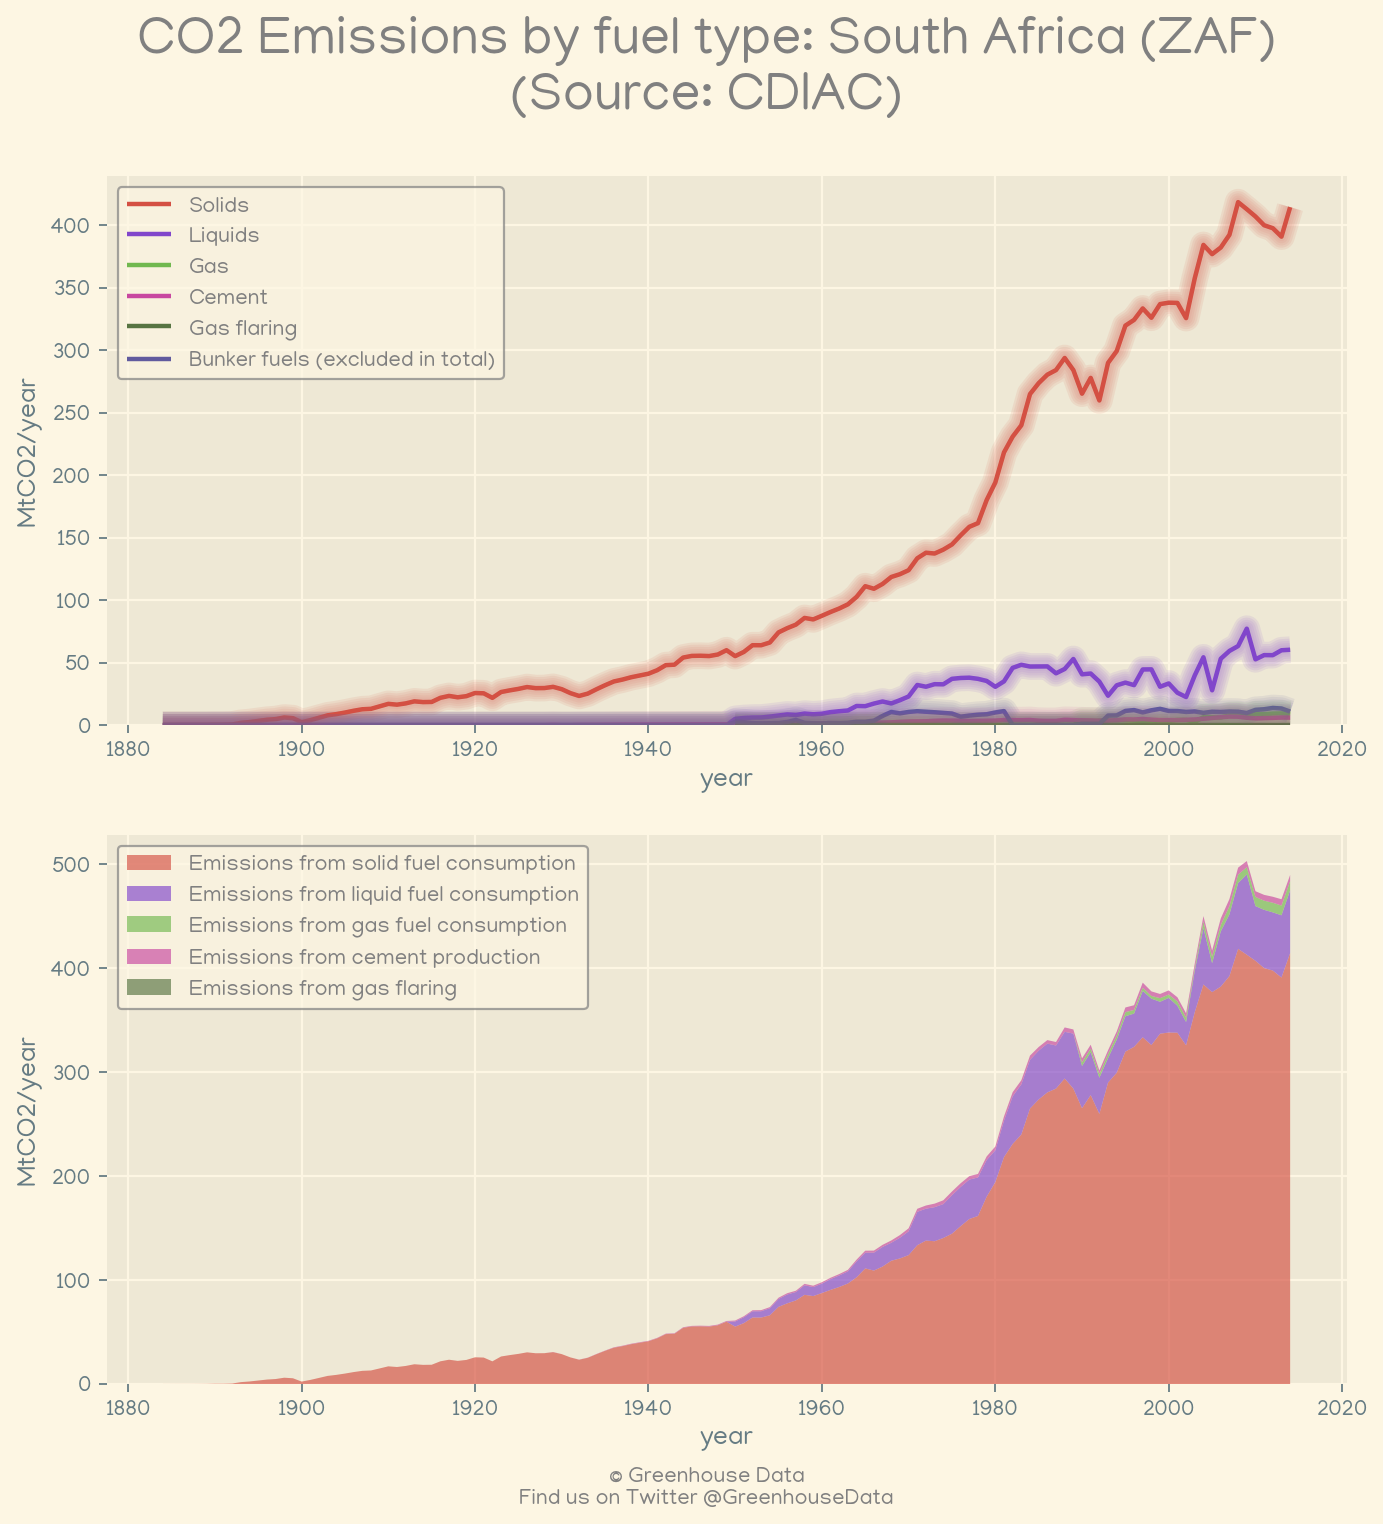 CO2 Emissions by fuel type: South Africa (ZAF)
(Source: CDIAC)
Solids
Liquids
Gas
Cement
Gas flaring
Bunker fuels (excluded in total)
MtCO2/year
400
350
300
250
200
150
100
50
0
1880 1900 1920 1940 1960 1980 2000 2020
year
Emissions from solid fuel consumption
Emissions from liquid fuel consumption
Emissions from gas fuel consumption
Emissions from cement production
Emissions from gas flaring
MtCO2/year
500
400
300
200
100
0
1880 1900 1920 1940 1960 1980 2000 2020
year
© Greenhouse Data
Find us on Twitter @GreenhouseData